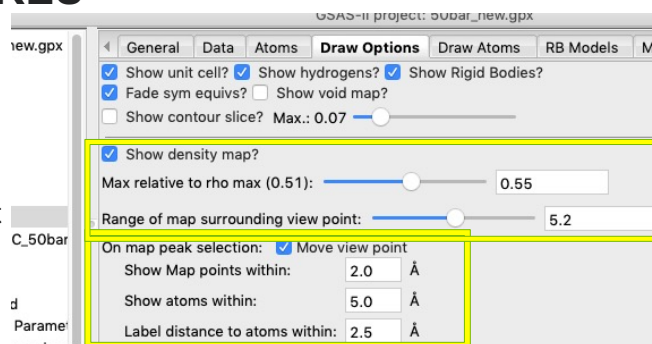 GSAS-II project: 50bar_new.gpx
new.gpx
General Data Atoms Draw Options Draw Atoms RB Models M
Show unit cell? Show hydrogens? Show Rigid Bodies?
Fade sym equivs? Show void map?
Show contour slice? Max.: 0.07
Show density map?
Max relative to rho max (0.51): 0.55
Range of map surrounding view point: 5.2
C_50bar
On map peak selection: Move view point
Show Map points within: 2.0 Å
Show atoms within: 5.0 Å
d
Paramet
Label distance to atoms within: 2.5 Å